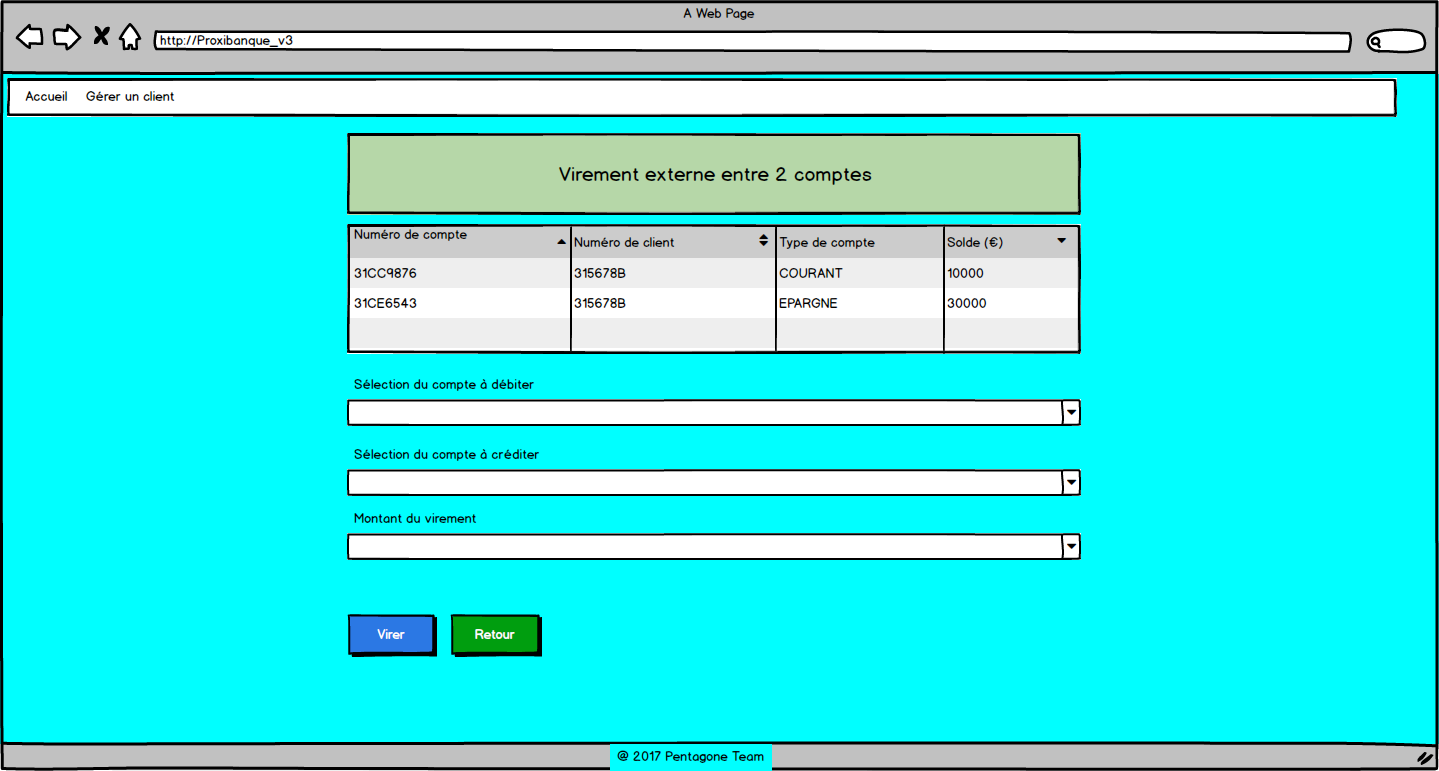 A Web Page
http://Proxibanque_v3
Accueil Gérer un client
Virement externe entre 2 comptes
Numéro de compte Numéro de client Type de compte Solde (€)
31CC9876 315678B COURANT 10000
31CE6543 315678B EPARGNE 30000
Sélection du compte à débiter
Sélection du compte à créditer
Montant du virement
Virer Retour
@ 2017 Pentagone Team